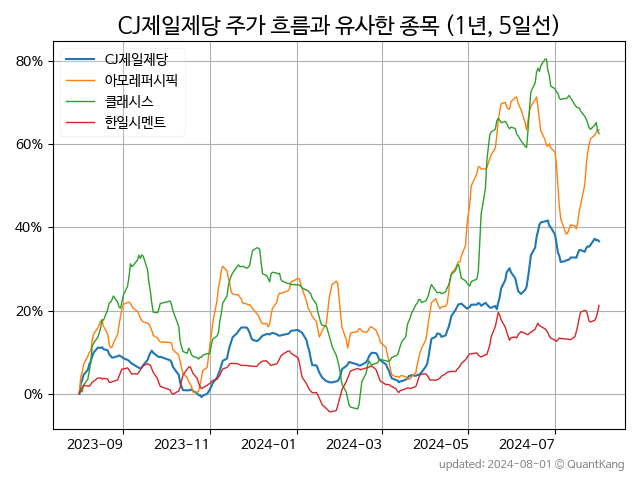 CJ제일제당 주가 흐름과 유사한 종목 (1년, 5일선)
CJ제일제당
아모레퍼시픽
클래시스
한일시멘트
80%
60%
40%
20%
0%
2023-09 2023-11 2024-01 2024-03 2024-05 2024-07
updated: 2024-08-01 © QuantKang